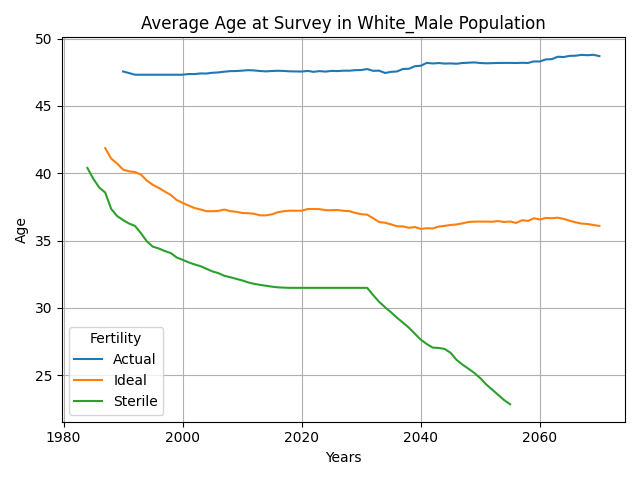 Average Age at Survey in White_Male Population
50
45
40
35
30
25
Age
Fertility
Actual
Ideal
Sterile
1980
2000
2020
2040
2060
Years